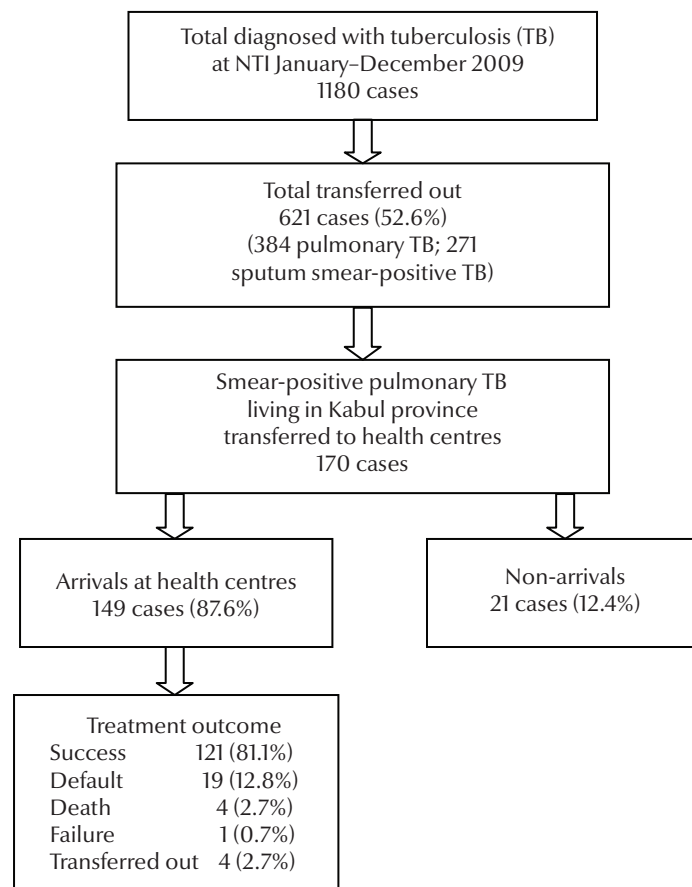 Total diagnosed with tuberculosis (TB)
at NTI January–December 2009
1180 cases
Total transferred out
621 cases (52.6%)
(384 pulmonary TB; 271
sputum smear-positive TB)
Smear-positive pulmonary TB
living in Kabul province
transferred to health centres
170 cases
Arrivals at health centres
149 cases (87.6%)
Non-arrivals
21 cases (12.4%)
Treatment outcome
Success 121 (81.1%)
Default 19 (12.8%)
Death 4 (2.7%)
Failure 1 (0.7%)
Transferred out 4 (2.7%)